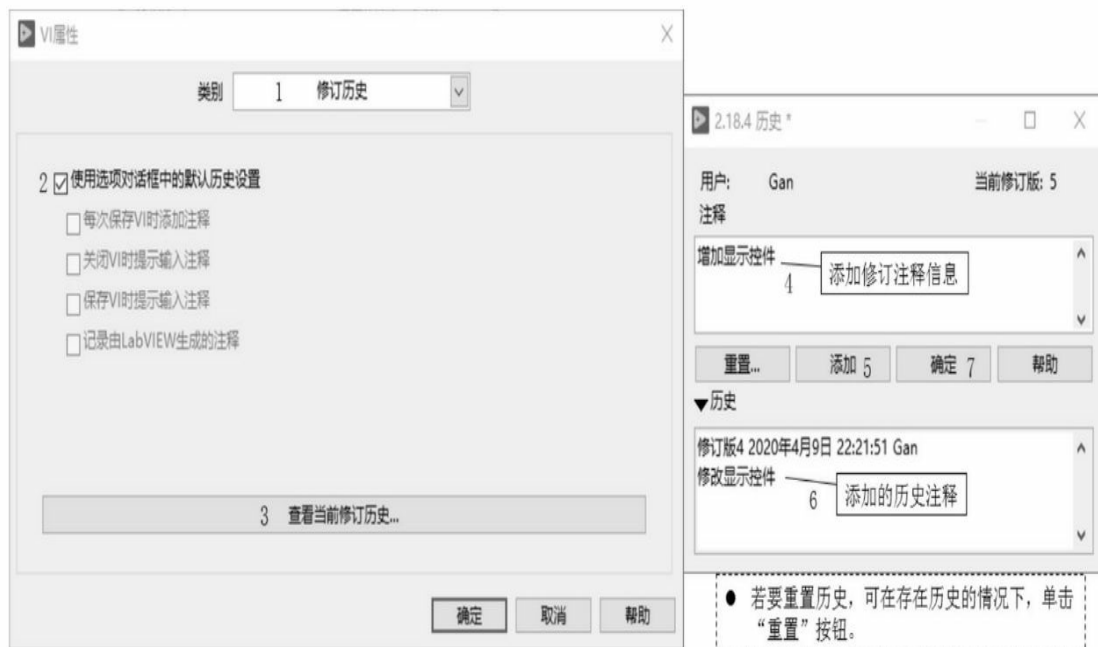 VI属性
类别 1 修订历史
2 使用选项对话框中的默认历史设置
每次保存VI时添加注释
关闭VI时提示输入注释
保存VI时提示输入注释
记录由LabVIEW生成的注释
3 查看当前修订历史...
确定 取消 帮助
2.18.4 历史 *
用户: Gan 当前修订版: 5
注释
增加显示控件
4 添加修订注释信息
重置... 添加 5 确定 7 帮助
历史
修订版4 2020年4月9日 22:21:51 Gan
修改显示控件
6 添加的历史注释
● 若要重置历史，可在存在历史的情况下，单击
“重置”按钮。